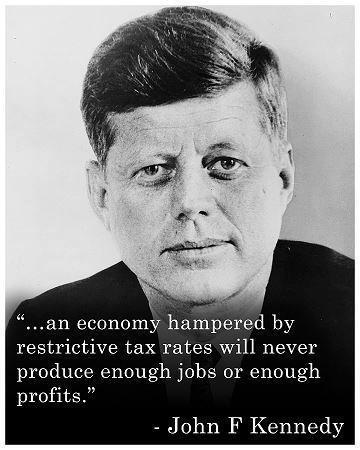 “...an economy hampered by
restrictive tax rates will never
produce enough jobs or enough
profits.”
- John F Kennedy